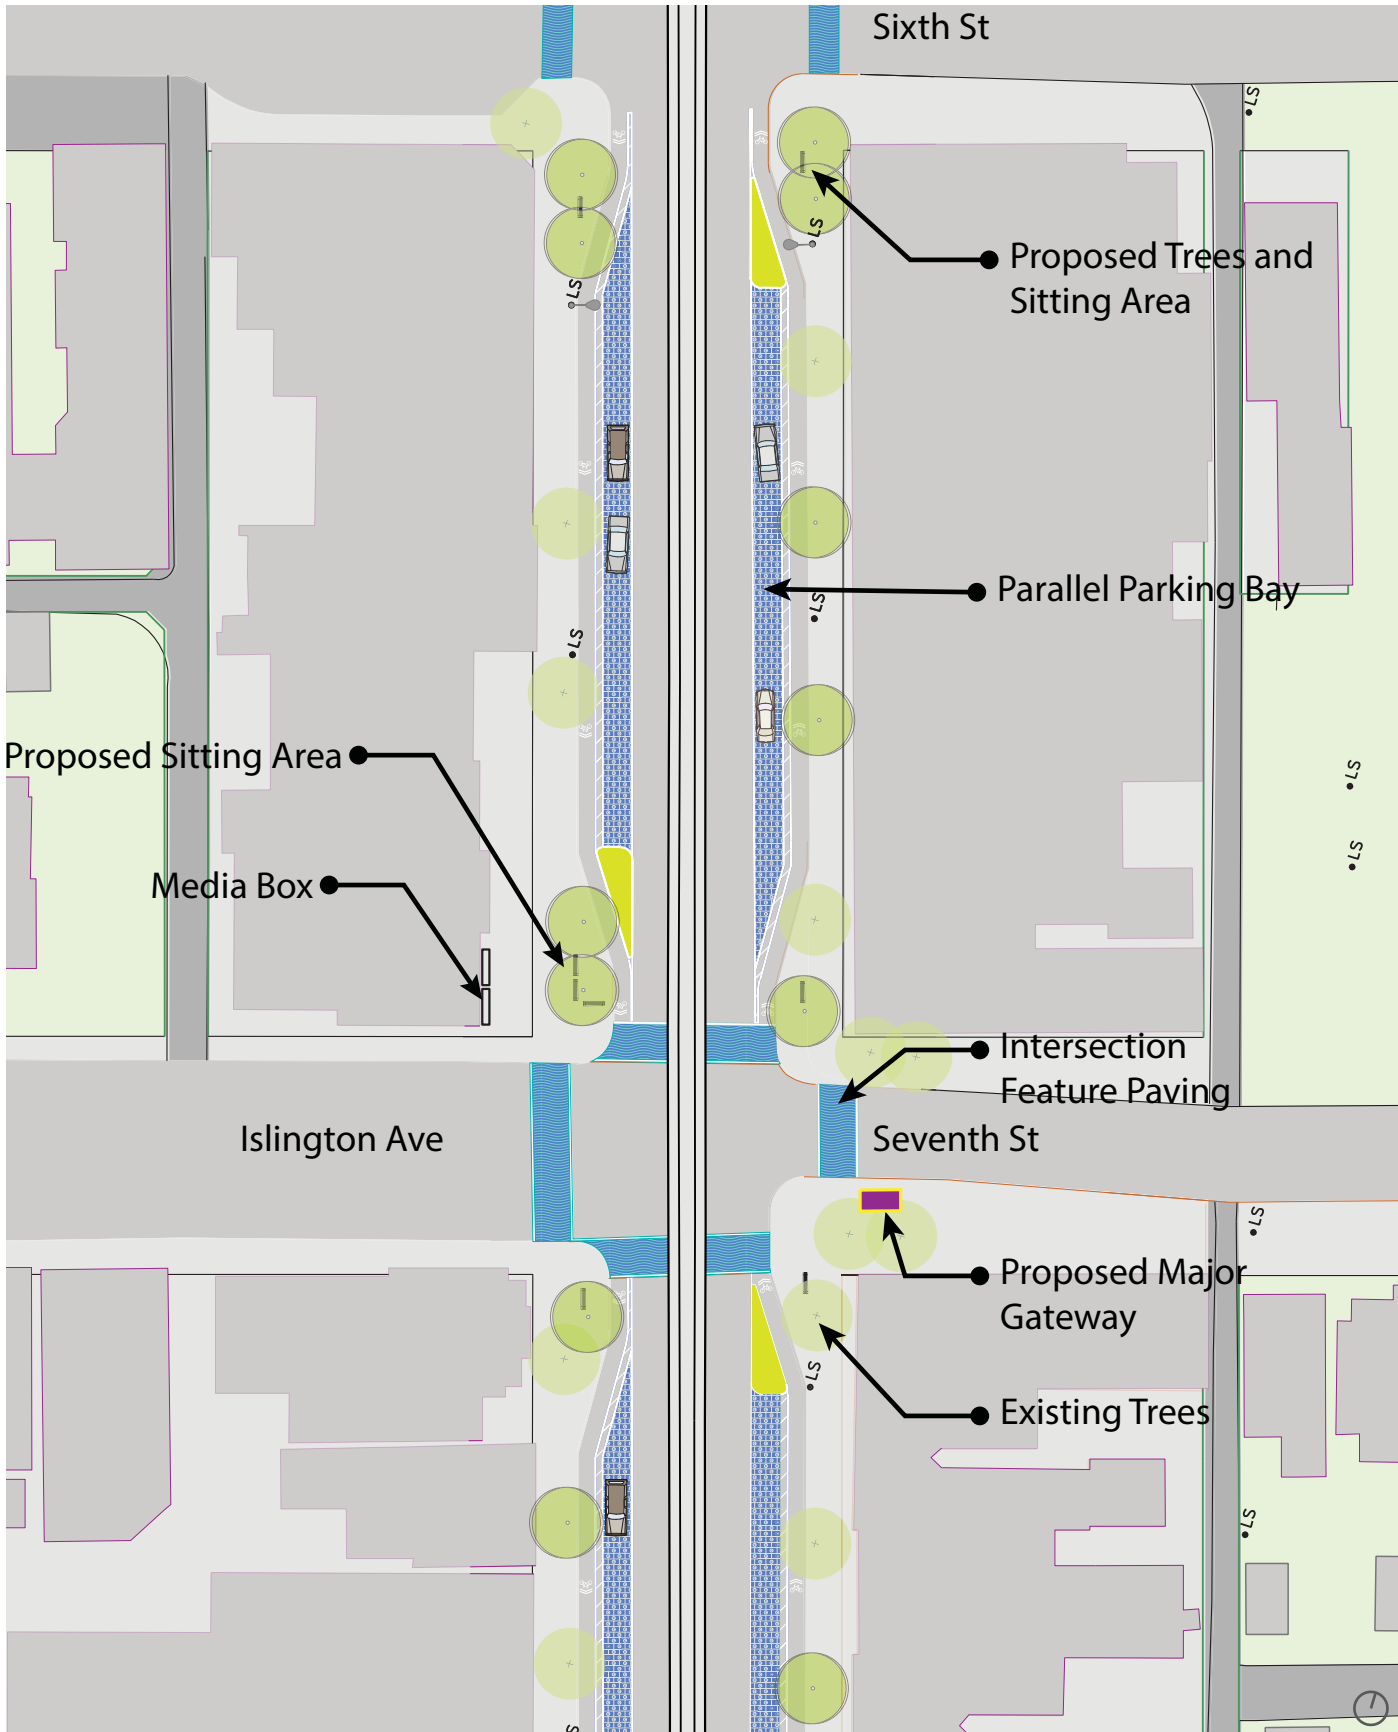 Sixth St
LS
LS
LS
Proposed Trees and
Sitting Area
Parallel Parking Bay
LS
LS
Proposed Sitting Area
LS
LS
Media Box
Intersection
Feature Paving
Islington Ave
Seventh St
LS
Proposed Major
Gateway
LS
Existing Trees
LS
LS